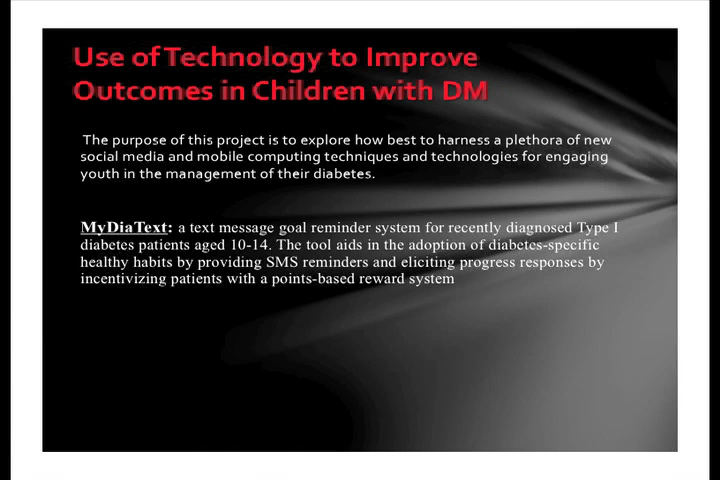 Use of Technology to Improve
Outcomes in Children with DM
The purpose of this project is to explore how best to harness a plethora of new
social media and mobile computing techniques and technologies for engaging
youth in the management of their diabetes.
MyDiaText: a text message goal reminder system for recently diagnosed Type I
diabetes patients aged 10-14. The tool aids in the adoption of diabetes-specific
healthy habits by providing SMS reminders and eliciting progress responses by
incentivizing patients with a points-based reward system